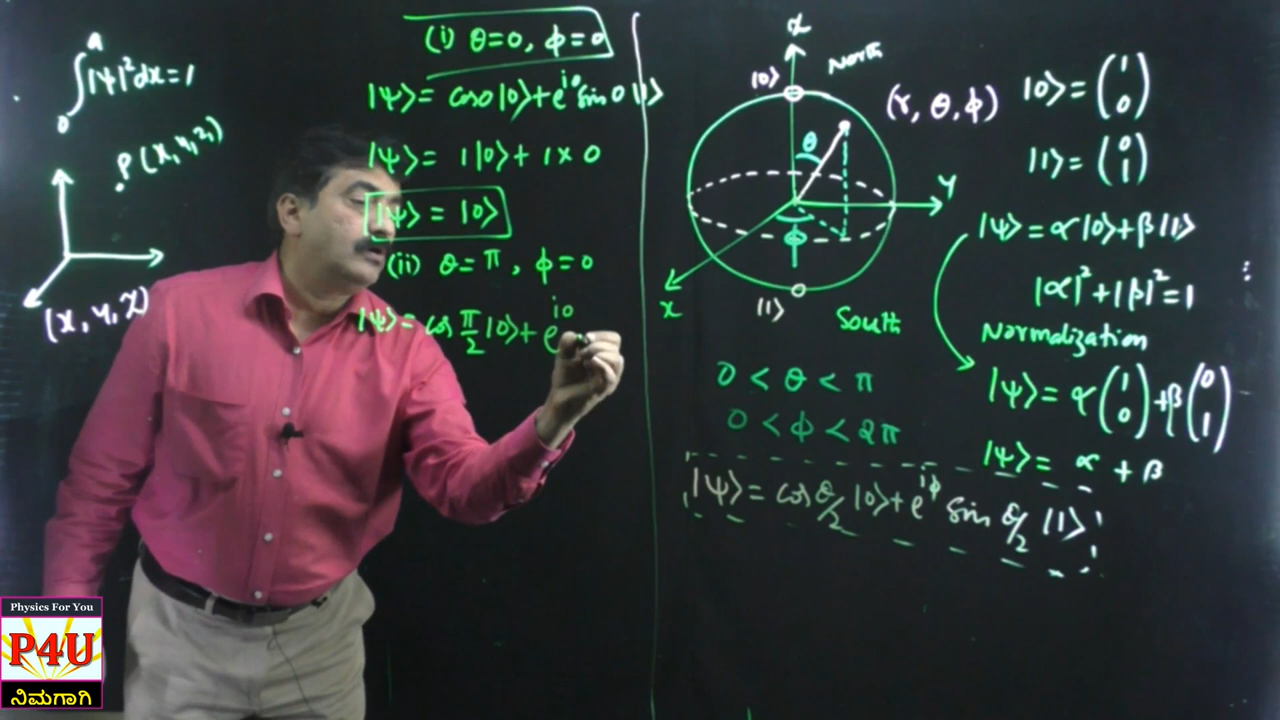 A
∫|ψ|²dx=1
0
P(x, y, z,)
(x, y, z)
(i) θ=0, φ=0
|ψ⟩= cos0|0⟩+e^{i0} sin0|1⟩
|ψ⟩= 1|0⟩+1×0
|ψ⟩=|0⟩
(ii) θ=π, φ=0
|ψ⟩=cos π/2 |0⟩+e^{i0}
z
North
|0⟩
(r, θ, φ)
θ
Y
φ
x
|1⟩
South
0<θ<π
0<φ<2π
|ψ⟩=cos θ/2 |0⟩+e^{iφ} sin θ/2 |1⟩
|0⟩=(1 0)
|1⟩=(0 1)
|ψ⟩=α|0⟩+β|1⟩
|α|²+|β|²=1
Normalization
|ψ⟩=α(1 0)+β(0 1)
|ψ⟩= α+β
Physics For You
P4U
ನಿಮಗಾಗಿ